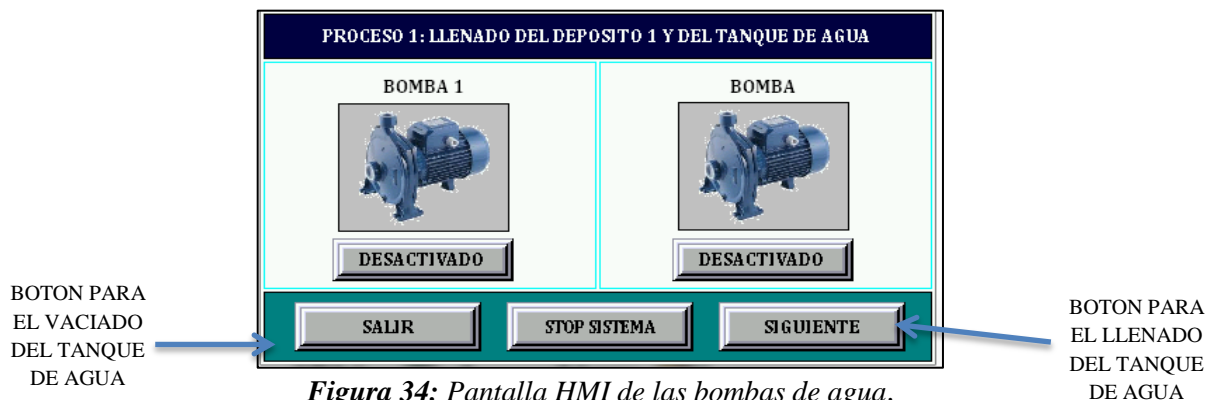 PROCESO 1: LLENADO DEL DEPOSITO 1 Y DEL TANQUE DE AGUA
BOMBA 1
BOMBA
DESACTIVADO
DESACTIVADO
SALIR
STOP SISTEMA
SIGUIENTE
BOTON PARA
EL VACIADO
DEL TANQUE
DE AGUA
BOTON PARA
EL LLENADO
DEL TANQUE
DE AGUA
Figura 34: Pantalla HMI de las bombas de agua.